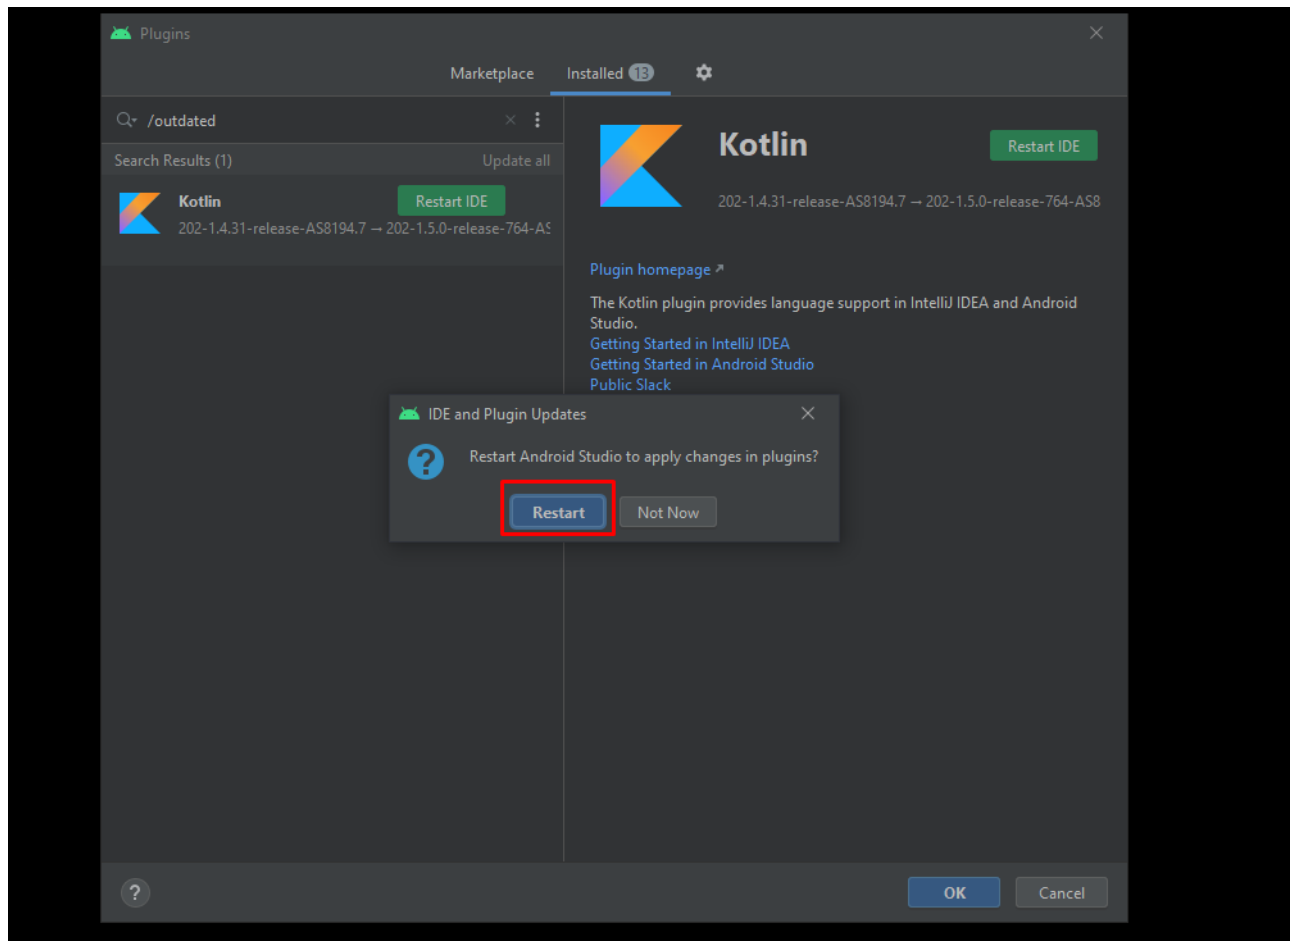 Plugins
Marketplace Installed 13
/outdated
Search Results (1) Update all
Kotlin Restart IDE
202-1.4.31-release-AS8194.7 → 202-1.5.0-release-764-AS
Kotlin Restart IDE
202-1.4.31-release-AS8194.7 → 202-1.5.0-release-764-AS8
Plugin homepage ↗
The Kotlin plugin provides language support in IntelliJ IDEA and Android
Studio.
Getting Started in IntelliJ IDEA
Getting Started in Android Studio
Public Slack
IDE and Plugin Updates
? Restart Android Studio to apply changes in plugins?
Restart Not Now
? OK Cancel